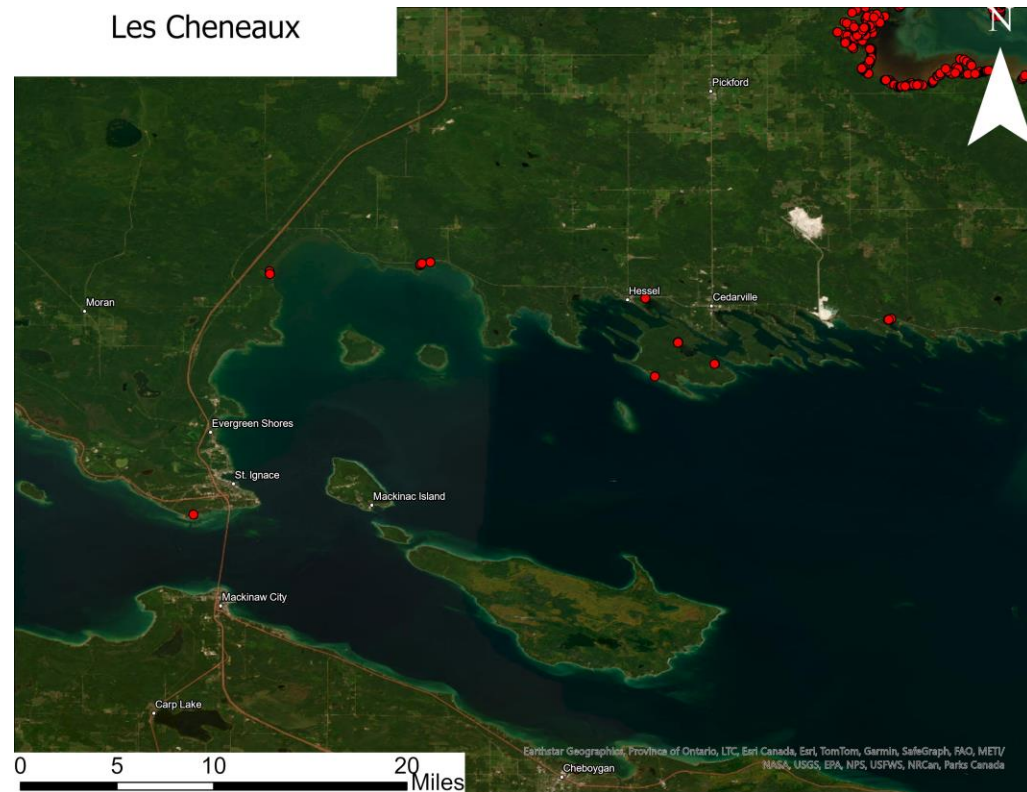 Les Cheneaux
N
Pickford
Moran
Hessel
Cedarville
Evergreen Shores
St. Ignace
Mackinac Island
Mackinaw City
Carp Lake
Earthstar Geographics, Province of Ontario, LTC, Esri Canada, Esri, TomTom, Garmin, SafeGraph, FAO, METI/
NASA, USGS, EPA, NPS, USFWS, NRCan, Parks Canada
Cheboygan
0 5 10 20 Miles